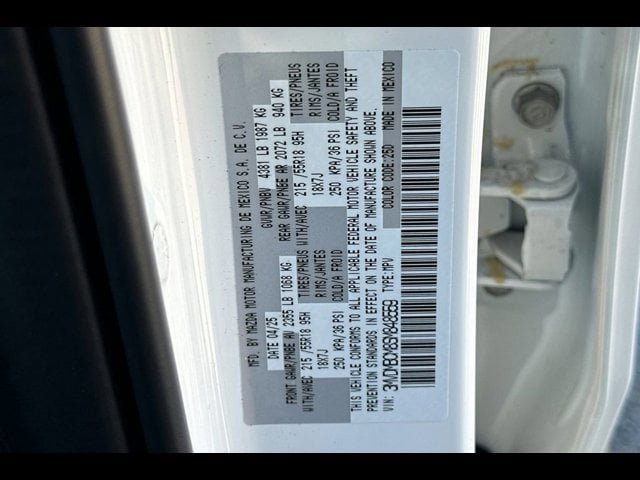 MFD. BY MAZDA MOTOR MANUFACTURING DE MEXICO S.A. DE C.V.
DATE 04/25 GVWR/PNBV 4381 LB 1987 KG
FRONT GAWR/PNBE AV 2355 LB 1068 KG REAR GAWR/PNBE AR 2072 LB 940 KG
WITH/AVEC 215 /55R18 95H TIRES/PNEUS WITH/AVEC 215 /55R18 95H TIRES/PNEUS
18X7J RIMS/JANTES 18X7J RIMS/JANTES
250 KPA/36 PSI COLD/A FROID 250 KPA/36 PSI COLD/A FROID
THIS VEHICLE CONFORMS TO ALL APPLICABLE FEDERAL MOTOR VEHICLE SAFETY AND THEFT
PREVENTION STANDARDS IN EFFECT ON THE DATE OF MANUFACTURE SHOWN ABOVE.
VIN: TYPE:MPV COLOR CODE:25D MADE IN MEXICO